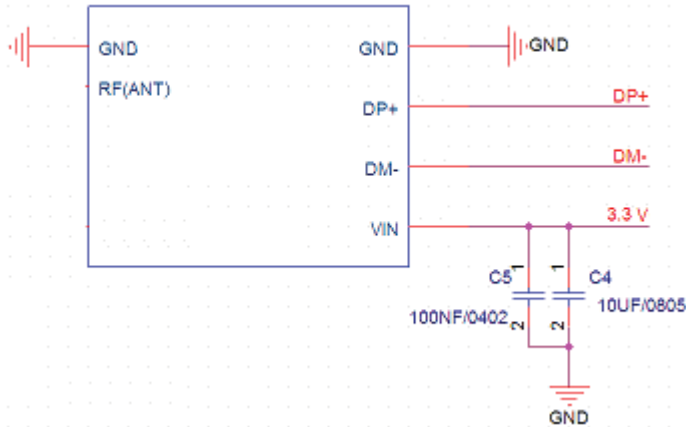 GND
GND
GND
RF(ANT)
DP+
DP+
DM-
DM-
VIN
3.3 V
1
1
C5
C4
100NF/0402
10UF/0805
2
2
GND